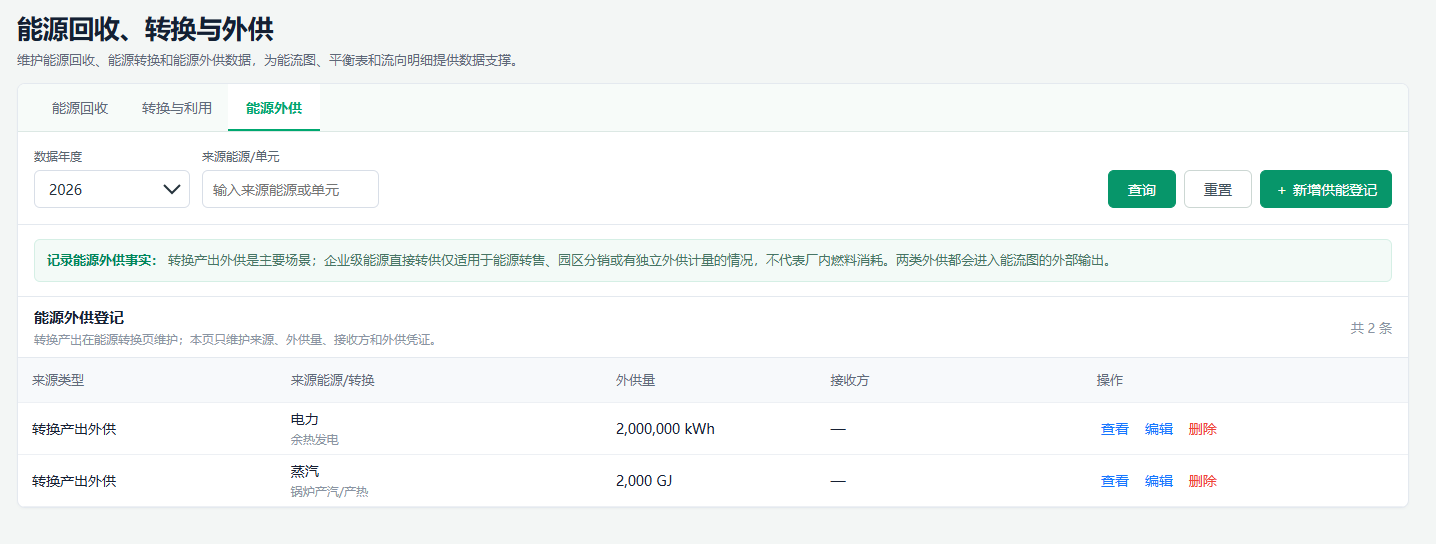 能源回收、转换与外供
维护能源回收、能源转换和能源外供数据，为能流图、平衡表和流向明细提供数据支撑。
能源回收 转换与利用 能源外供
数据年度 来源能源/单元
2026 输入来源能源或单元 查询 重置 + 新增供能登记
记录能源外供事实： 转换产出外供是主要场景；企业级能源直接转供仅适用于能源转售、园区分销或有独立外供计量的情况，不代表厂内燃料消耗。两类外供都会进入能流图的外部输出。
能源外供登记
转换产出在能源转换页维护；本页只维护来源、外供量、接收方和外供凭证。
共 2 条
来源类型 来源能源/转换 外供量 接收方 操作
转换产出外供 电力 2,000,000 kWh — 查看 编辑 删除
余热发电
转换产出外供 蒸汽 2,000 GJ — 查看 编辑 删除
锅炉产汽/产热